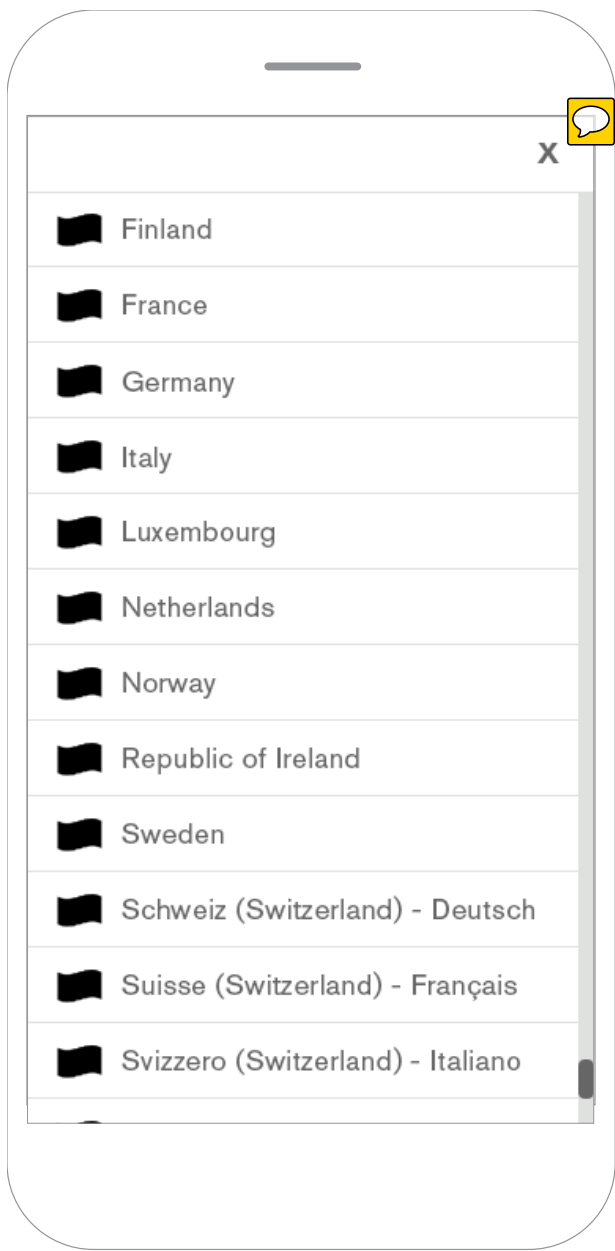 X
Finland
France
Germany
Italy
Luxembourg
Netherlands
Norway
Republic of Ireland
Sweden
Schweiz (Switzerland) - Deutsch
Suisse (Switzerland) - Français
Svizzero (Switzerland) - Italiano